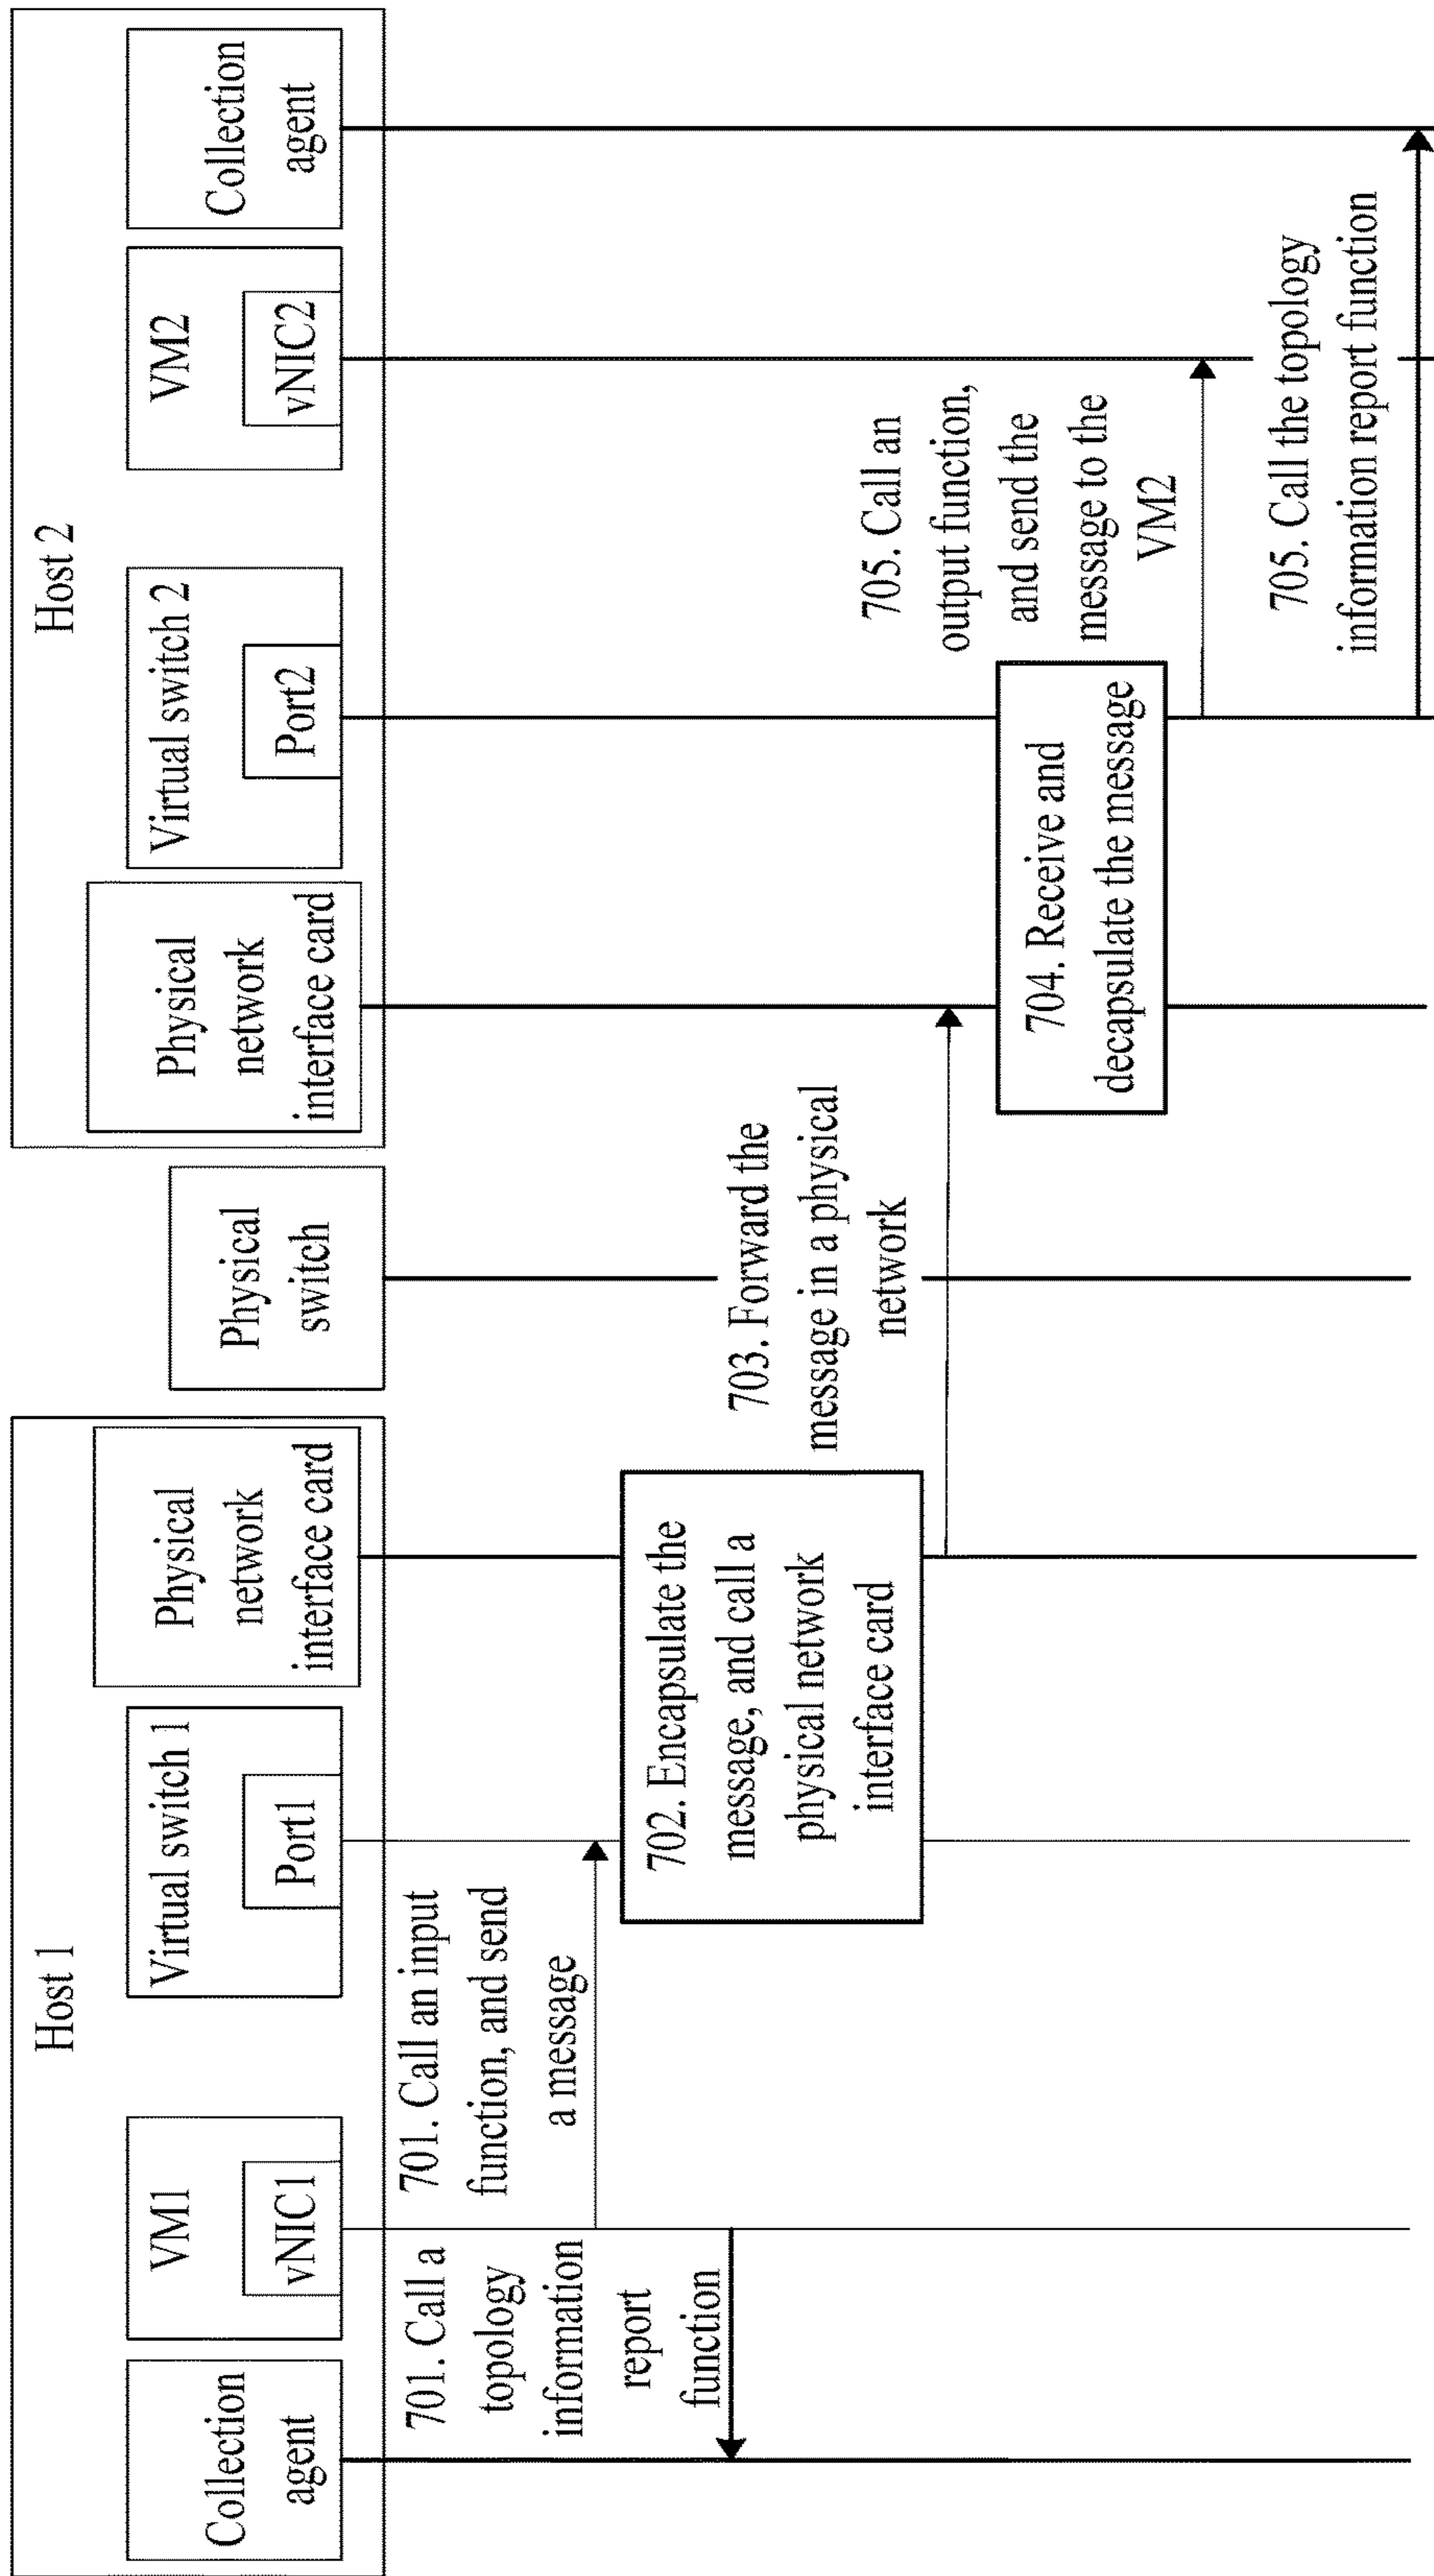 Host 1
Collection
agent
VM1
vNIC1
Virtual switch 1
Port1
Physical
network
interface card
Physical
switch
Host 2
Physical
network
interface card
Virtual switch 2
Port2
VM2
vNIC2
Collection
agent
701. Call a
topology
information
report
function
701. Call an input
function, and send
a message
702. Encapsulate the
message, and call a
physical network
interface card
703. Forward the
message in a physical
network
704. Receive and
decapsulate the message
705. Call an
output function,
and send the
message to the
VM2
705. Call the topology
information report function